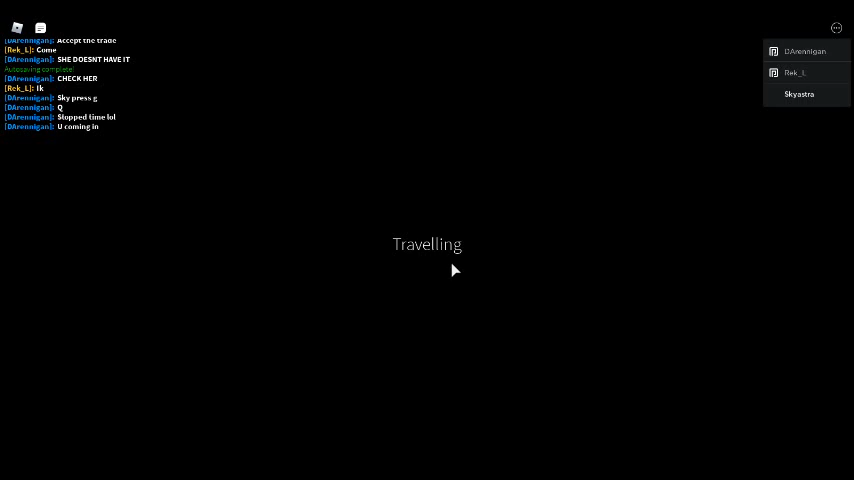 [DArennigan]: Accept the trade
[Rek_L]: Come
[DArennigan]: SHE DOESNT HAVE IT
Autosaving complete!
[DArennigan]: CHECK HER
[Rek_L]: Ik
[DArennigan]: Sky press g
[DArennigan]: Q
[DArennigan]: Stopped time lol
[DArennigan]: U coming in
DArennigan
Rek_L
Skyastra
Travelling